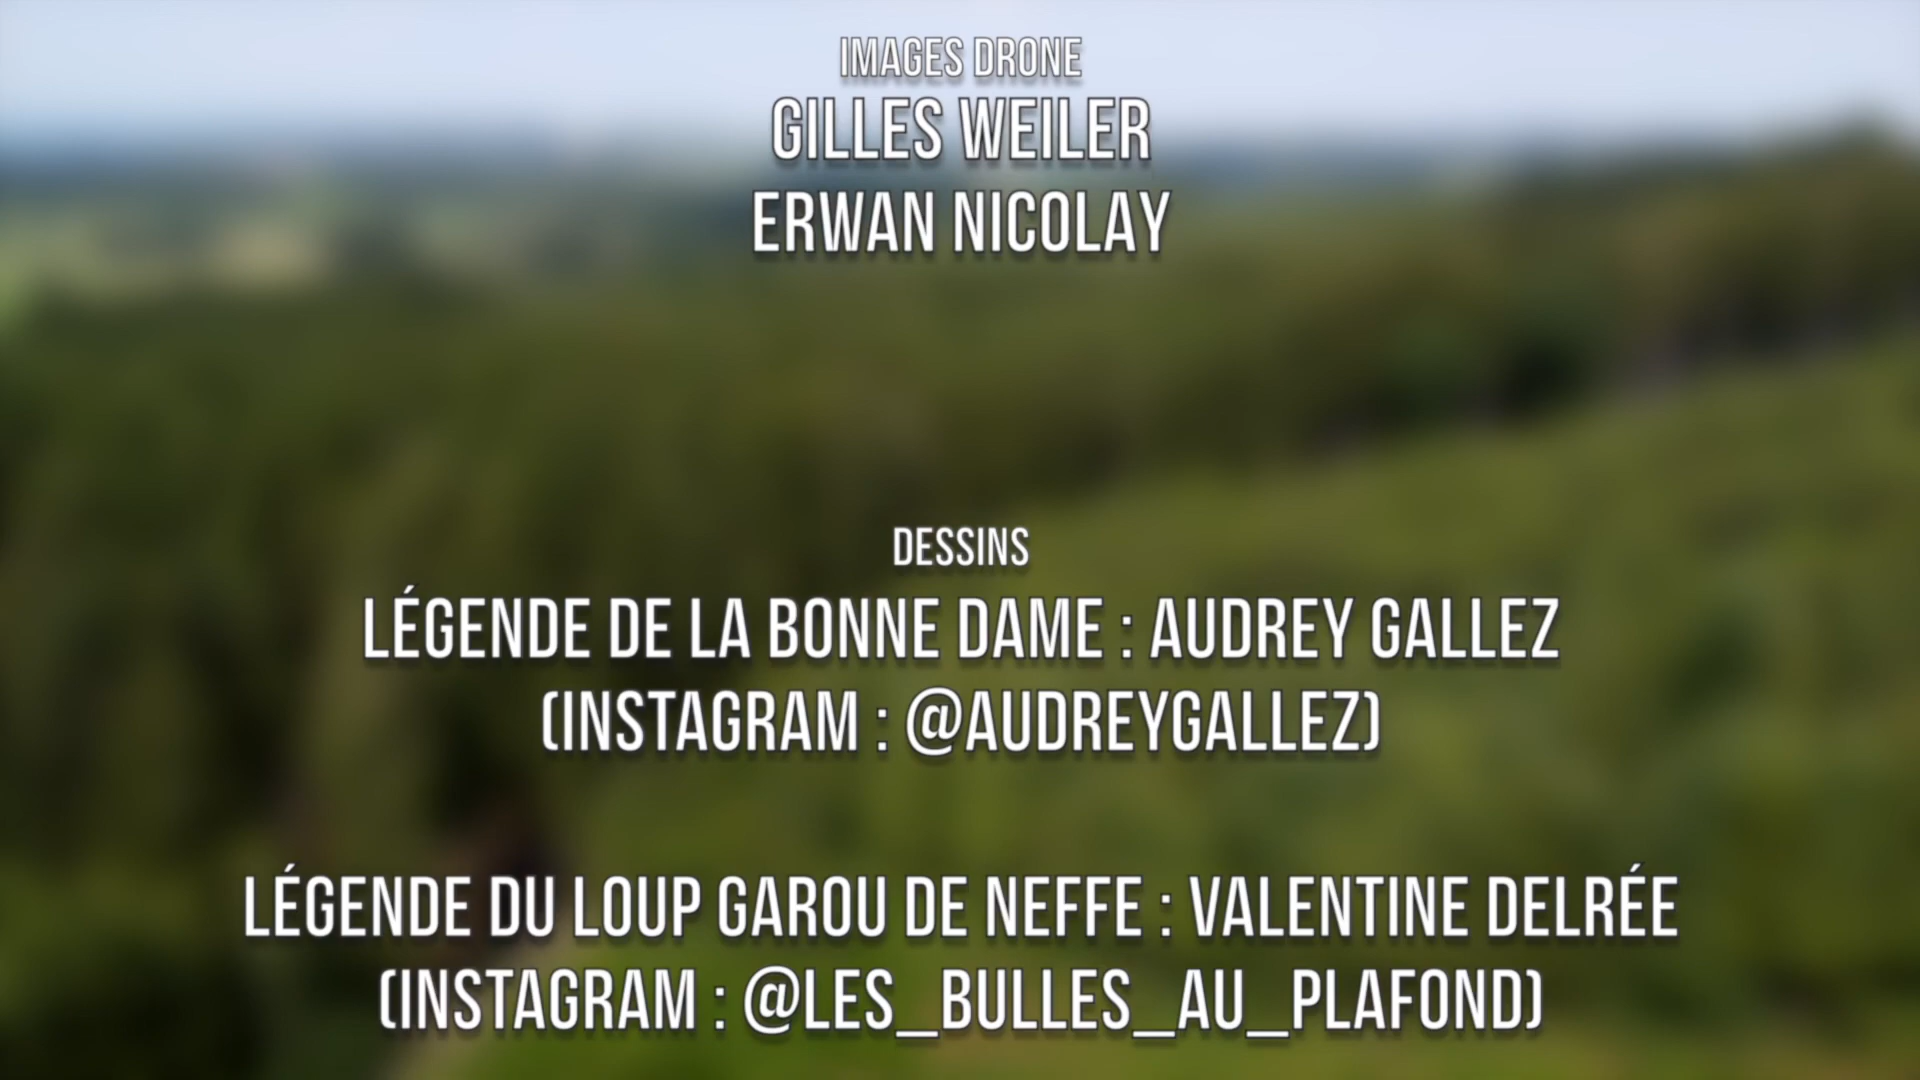 IMAGES DRONE
GILLES WEILER
ERWAN NICOLAY
DESSINS
LÉGENDE DE LA BONNE DAME : AUDREY GALLEZ
(INSTAGRAM : @AUDREYGALLEZ)
LÉGENDE DU LOUP GAROU DE NEFFE : VALENTINE DELRÉE
(INSTAGRAM : @LES_BULLES_AU_PLAFOND)